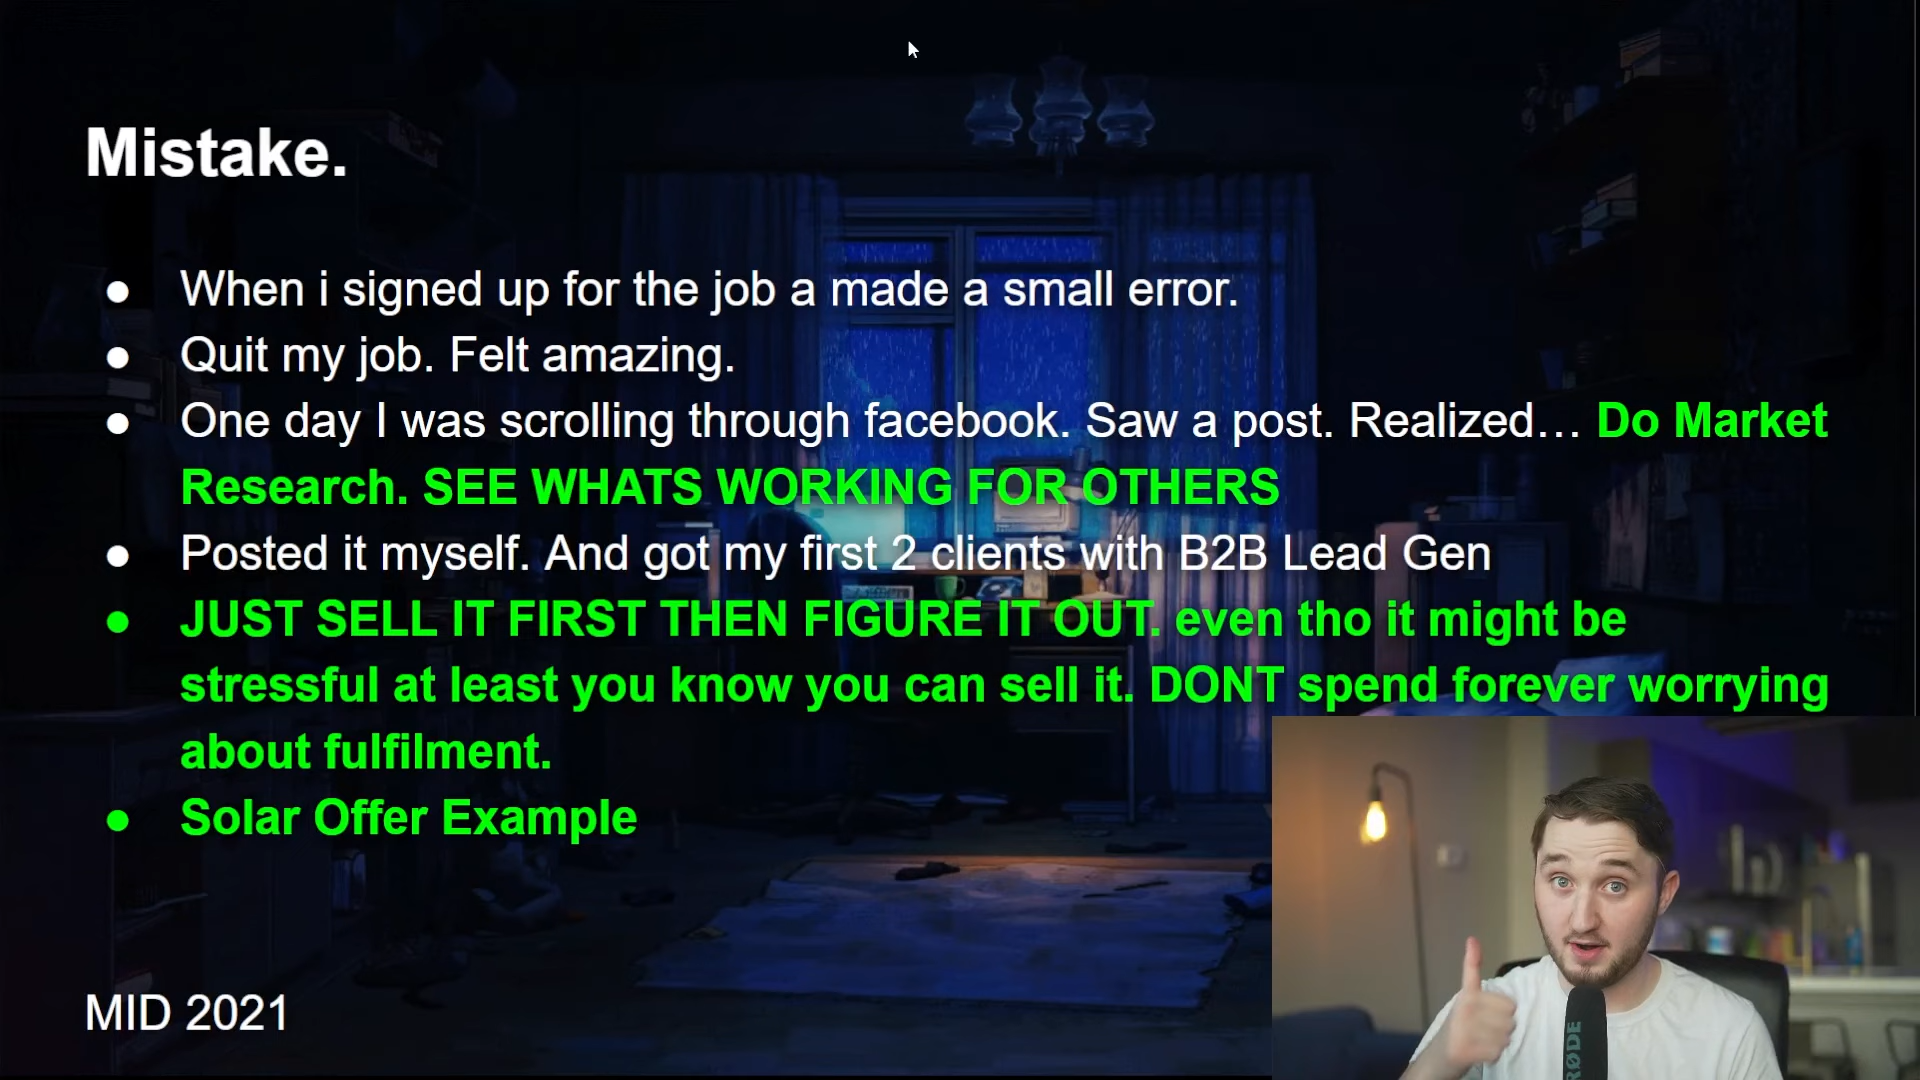 Mistake.
● When i signed up for the job a made a small error.
● Quit my job. Felt amazing.
● One day I was scrolling through facebook. Saw a post. Realized… Do Market
Research. SEE WHATS WORKING FOR OTHERS
● Posted it myself. And got my first 2 clients with B2B Lead Gen
● JUST SELL IT FIRST THEN FIGURE IT OUT. even tho it might be
stressful at least you know you can sell it. DONT spend forever worrying
about fulfilment.
● Solar Offer Example
MID 2021
RØDE